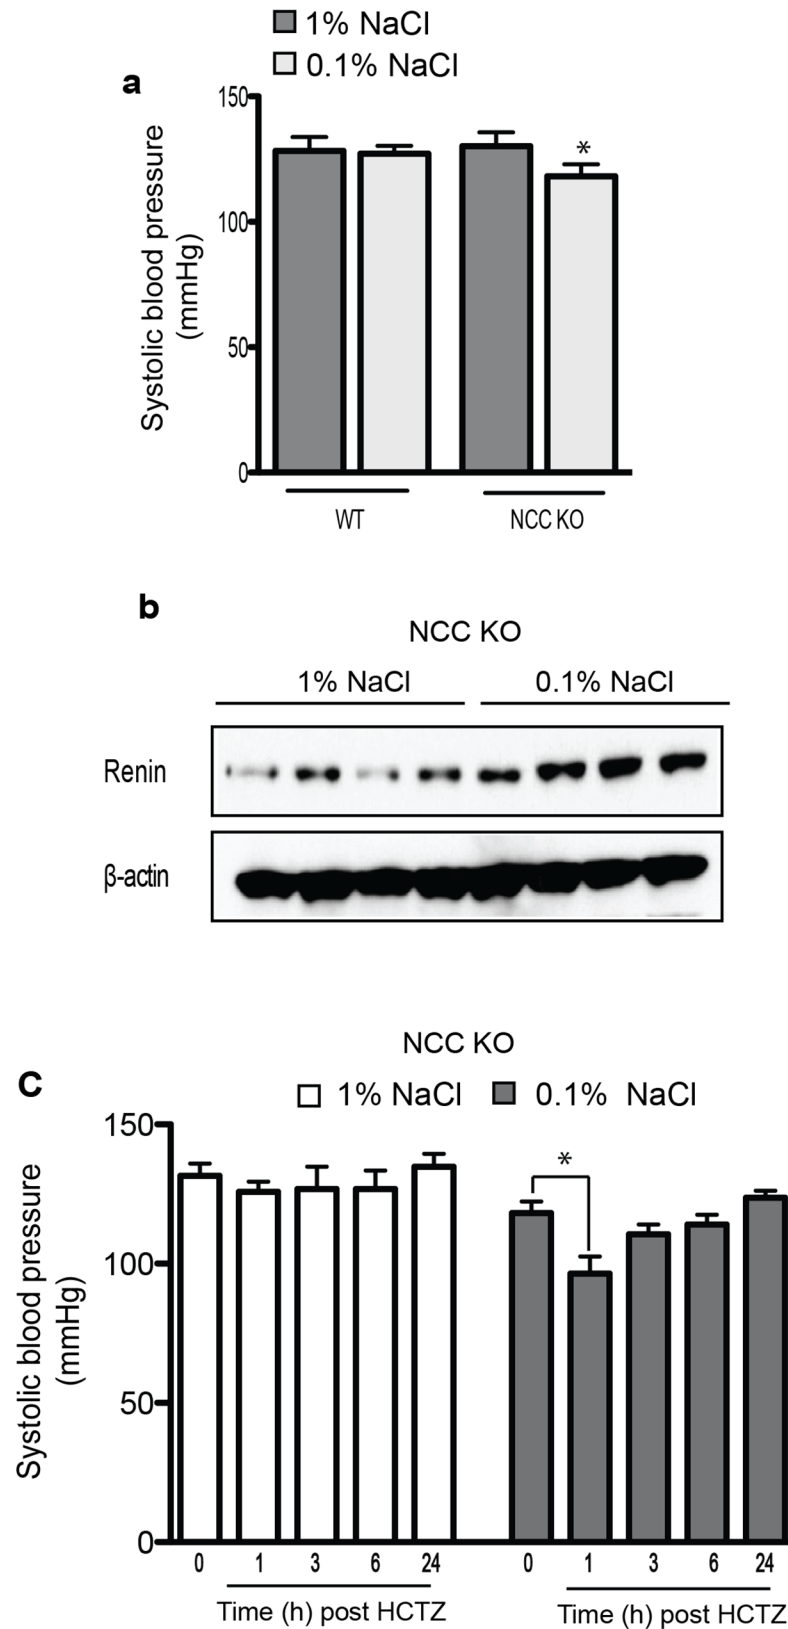 1% NaCl
0.1% NaCl
a
150
100
50
0
Systolic blood pressure
(mmHg)
*
WT
NCC KO
b
NCC KO
1% NaCl
0.1% NaCl
Renin
β-actin
NCC KO
C
1% NaCl
0.1% NaCl
150
100
50
0
Systolic blood pressure
(mmHg)
*
0 1 3 6 24
0 1 3 6 24
Time (h) post HCTZ
Time (h) post HCTZ